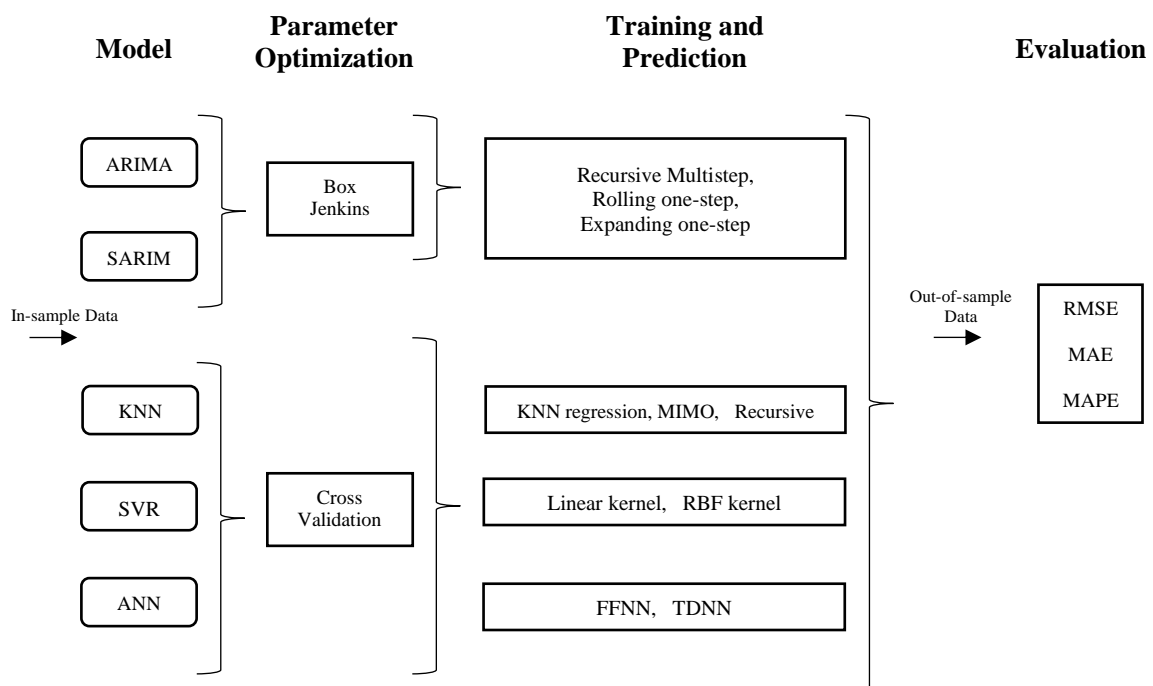 Model
Parameter
Optimization
Training and
Prediction
Evaluation
ARIMA
SARIM
Box
Jenkins
Recursive Multistep,
Rolling one-step,
Expanding one-step
In-sample Data
Out-of-sample
Data
RMSE
MAE
MAPE
KNN
SVR
ANN
Cross
Validation
KNN regression, MIMO, Recursive
Linear kernel, RBF kernel
FFNN, TDNN